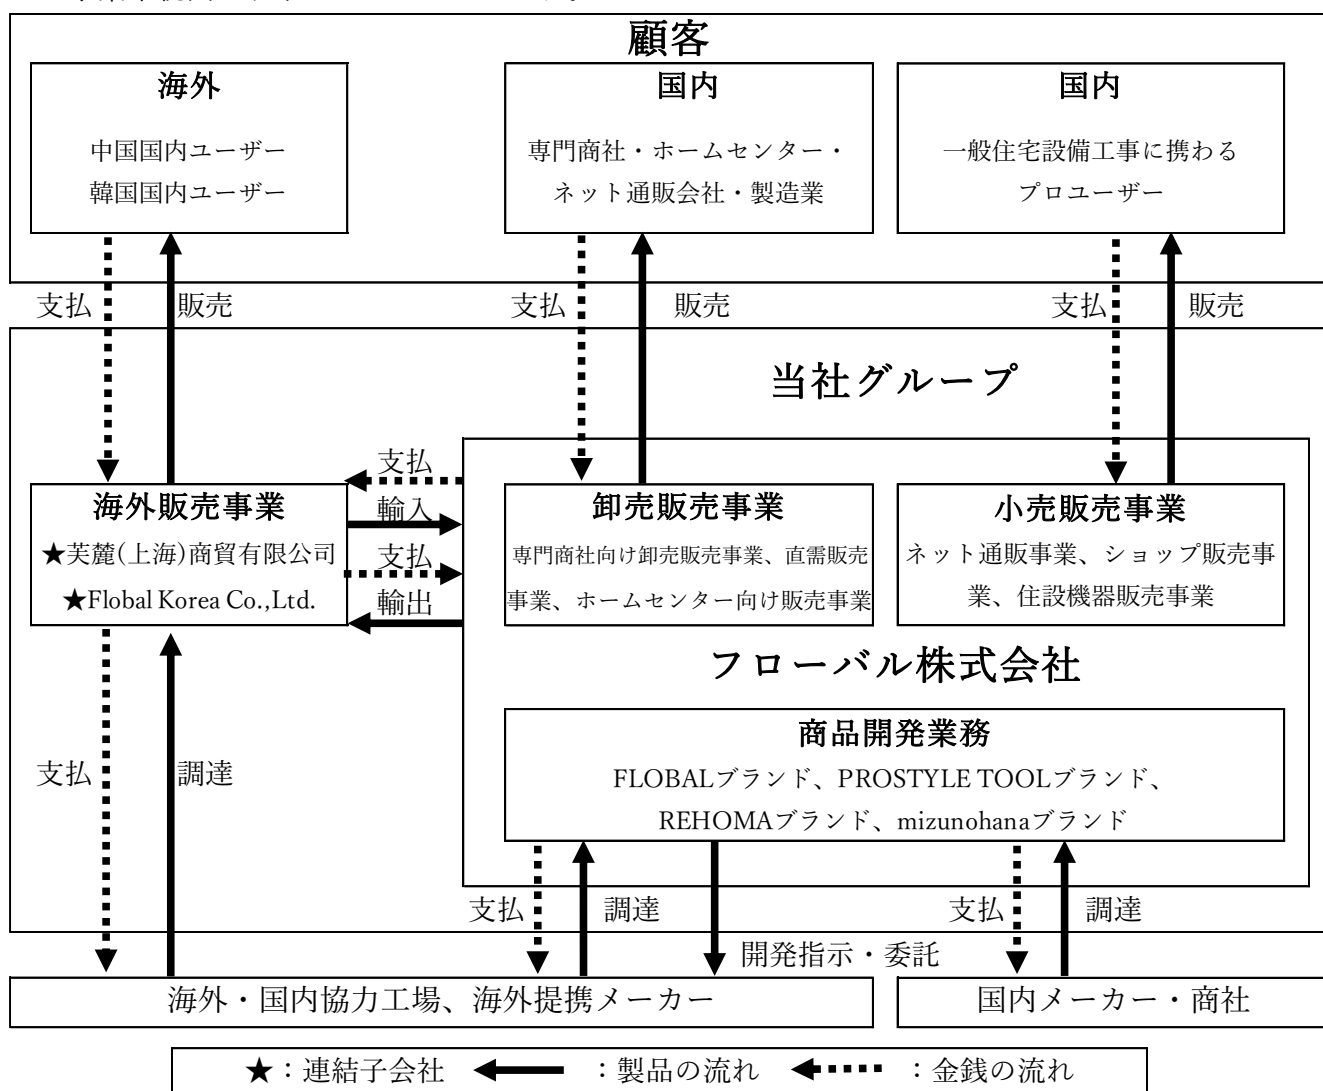 顧客
海外
中国国内ユーザー
韓国国内ユーザー
国内
専門商社・ホームセンター・
ネット通販会社・製造業
国内
一般住宅設備工事に携わる
プロユーザー
支払
販売
支払
販売
支払
販売
当社グループ
海外販売事業
★芙麓(上海)商貿有限公司
★Flobal Korea Co.,Ltd.
支払
輸入
支払
輸出
卸売販売事業
専門商社向け卸売販売事業、直需販売
事業、ホームセンター向け販売事業
小売販売事業
ネット通販事業、ショップ販売事
業、住設機器販売事業
フローバル株式会社
商品開発業務
FLOBALブランド、PROSTYLE TOOLブランド、
REHOMAブランド、mizunohanaブランド
支払
調達
支払
調達
開発指示・委託
支払
調達
海外・国内協力工場、海外提携メーカー
国内メーカー・商社
★：連結子会社 ：製品の流れ ：金銭の流れ